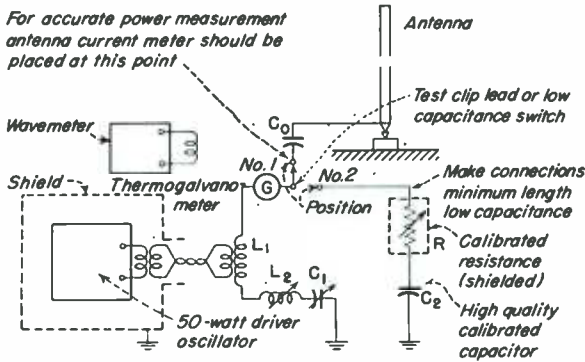 For accurate power measurement
antenna current meter should be
placed at this point
Antenna
Test clip lead or low
capacitance switch
Wavemeter
C₀
No. 1
No. 2
Shield
Thermogalvano-
meter
G
Position
Make connections
minimum length
low capacitance
L₁
R
Calibrated
resistance
(shielded)
L₂
C₁
C₂
50-watt driver
oscillator
High quality
calibrated
capacitor